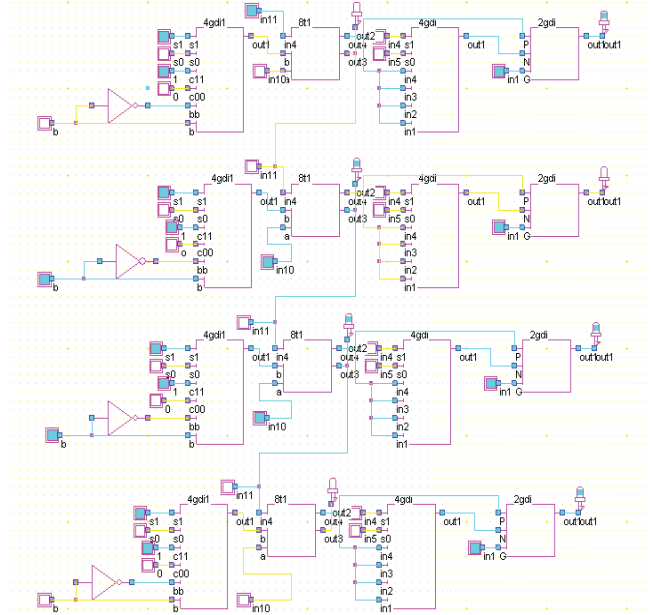 in11
4gdi1 8t1 4gdi 2gdi
s1 s1 out1 in4 out2 in4 s1 out1 P out1out1
s0 s0 b out4 in5 s0 N
1 c11 in10a out3 in4 in1 G
0 c00 in3
bb in2
b b in1
in11
4gdi1 8t1 4gdi 2gdi
s1 s1 out1 in4 out2 in4 s1 out1 P out1out1
s0 s0 b out3 in5 s0 N
1 c11 a in4 in1 G
o c00 in10 in3
bb in2
b b in1
in11
4gdi1 8t1 4gdi 2gdi
s1 s1 out1 in4 out2 in4 s1 out1 P out1out1
s0 s0 b out3 in5 s0 N
1 c11 a in4 in1 G
0 c00 in10 in3
bb in2
b b in1
in11
4gdi1 8t1 4gdi 2gdi
s1 s1 out1 in4 out2 in4 s1 out1 P out1out1
s0 s0 b out4 in5 s0 N
1 c11 a out3 in4 in1 G
0 c00 in3
bb in2
b b in10 in1